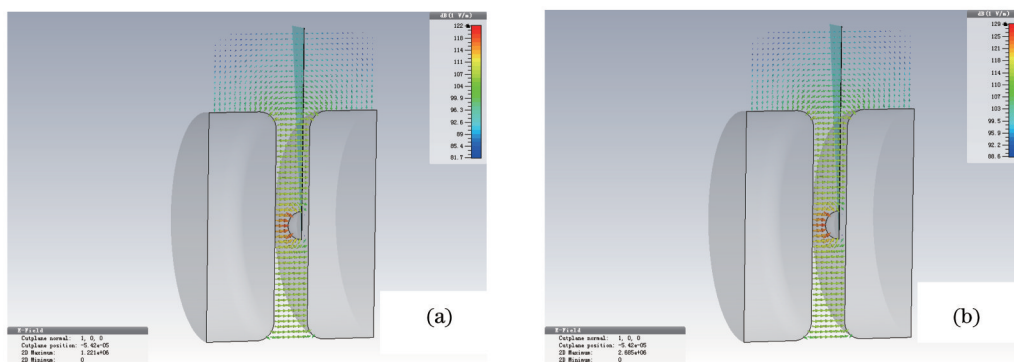 dB(1 V/m)
122
118
114
111
107
104
99.9
96.3
92.6
89
85.4
81.7
E-Field
Cutplane normal: 1, 0, 0
Cutplane position: -5.42e-05
2D Maximum: 1.221e+06
2D Minimum: 0
(a)
dB(1 V/m)
129
125
121
118
114
110
107
103
99.5
95.9
92.2
88.6
E-Field
Cutplane normal: 1, 0, 0
Cutplane position: -5.42e-05
2D Maximum: 2.685e+06
2D Minimum: 0
(b)